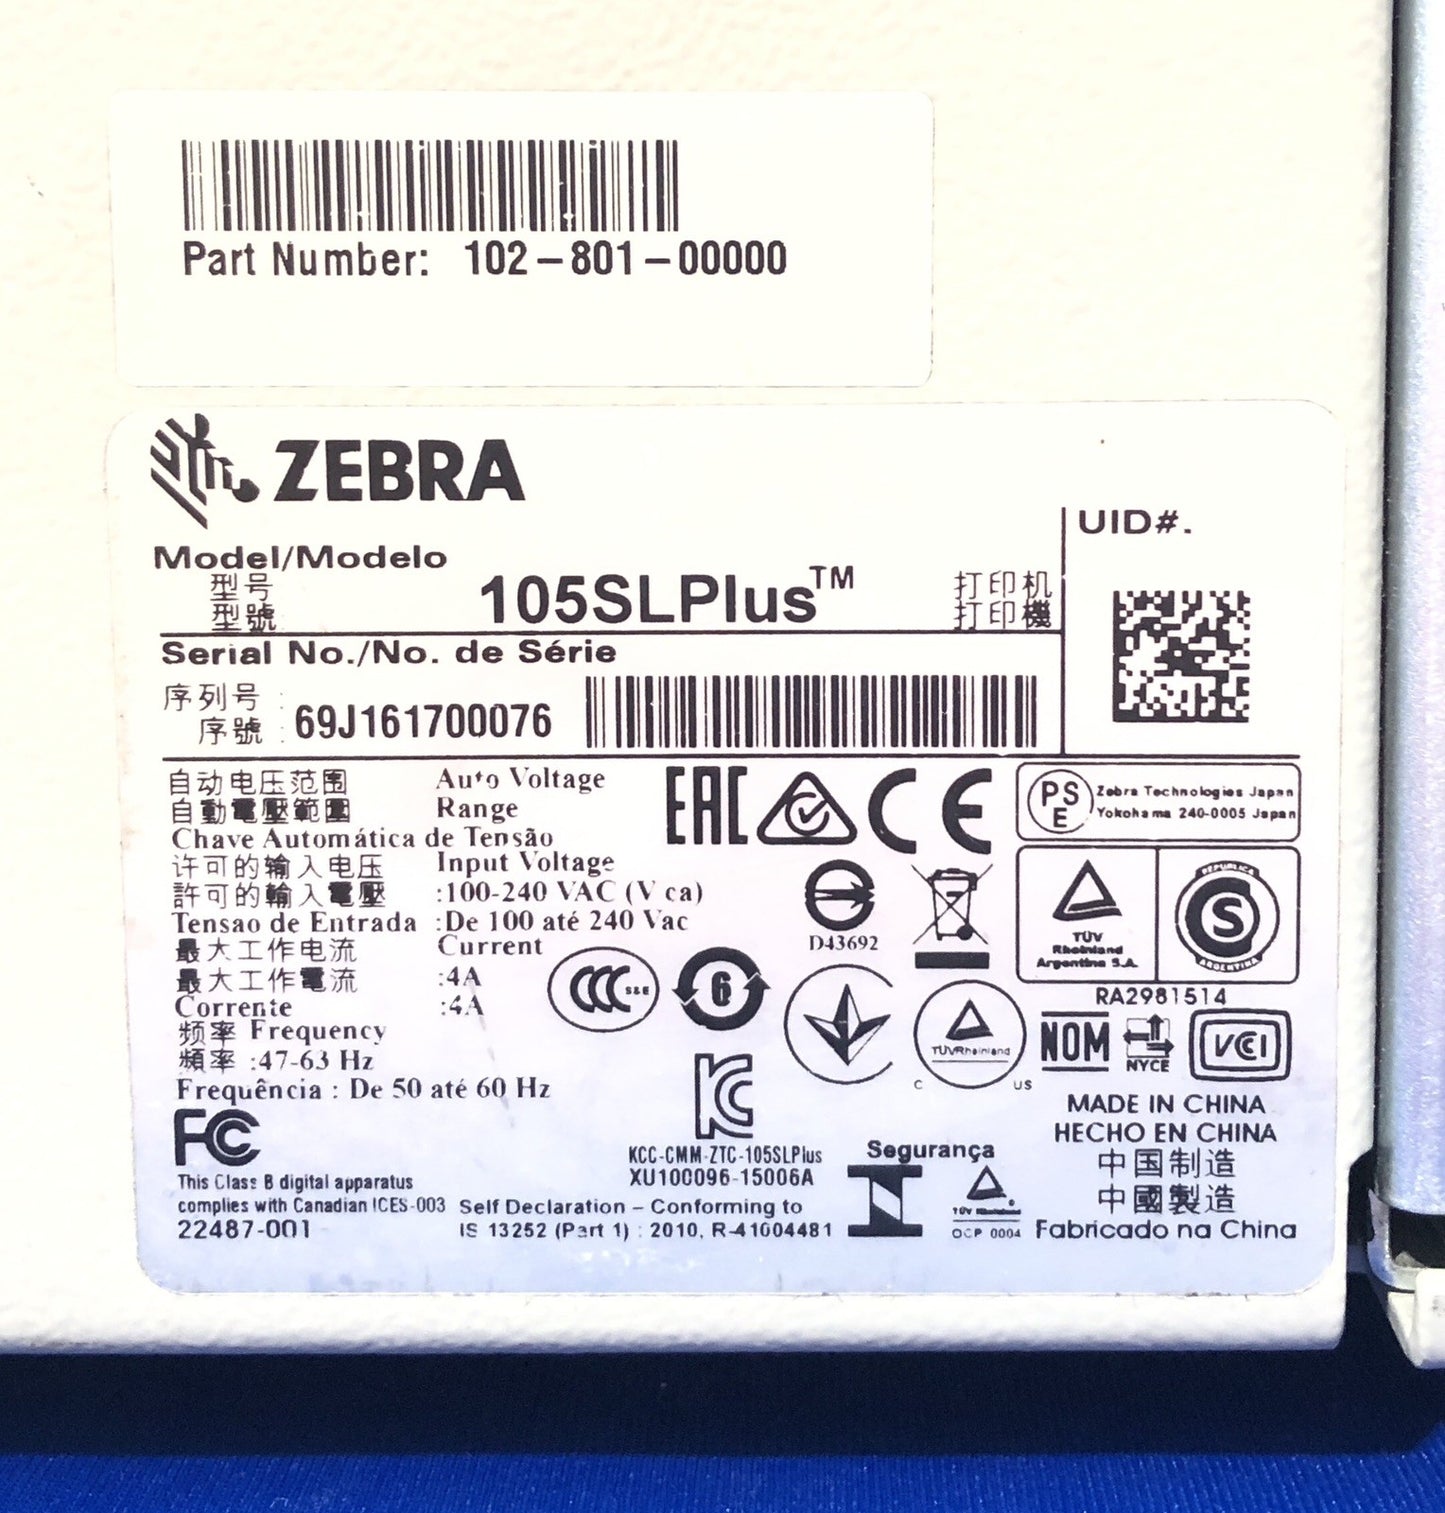 Part Number: 102-801-00000
ZEBRA
UID#.
Model/Modelo
型号
型號
105SLPlus™
打印机
打印機
Serial No./No. de Série
序列号 :
序號 :
69J161700076
自动电压范围 Auto Voltage
自動電壓範圍 Range
Chave Automática de Tensão
许可的输入电压 Input Voltage
許可的輸入電壓 :100-240 VAC (V ca)
Tensao de Entrada :De 100 até 240 Vac
最大工作电流 Current
最大工作電流 :4A
Corrente :4A
频率 Frequency
頻率 :47-63 Hz
Frequência : De 50 até 60 Hz
EAC
CE
PSE
Zebra Technologies Japan
Yokohama 240-0005 Japan
D43692
TÜV
Rheinland
Argentina S.A.
REPUBLICA
S
ARGENTINA
RA2981514
CCC S&E
6
TÜVRheinland
C US
NOM
NYCE
VCI
KC
KCC-CMM-ZTC-105SLPlus
XU100096-15006A
MADE IN CHINA
HECHO EN CHINA
中国制造
中國製造
Fabricado na China
FC
This Class B digital apparatus
complies with Canadian ICES-003
22487-001
Self Declaration – Conforming to
IS 13252 (Part 1) : 2010, R-41004481
Segurança
TÜV Rheinland
OCP 0004